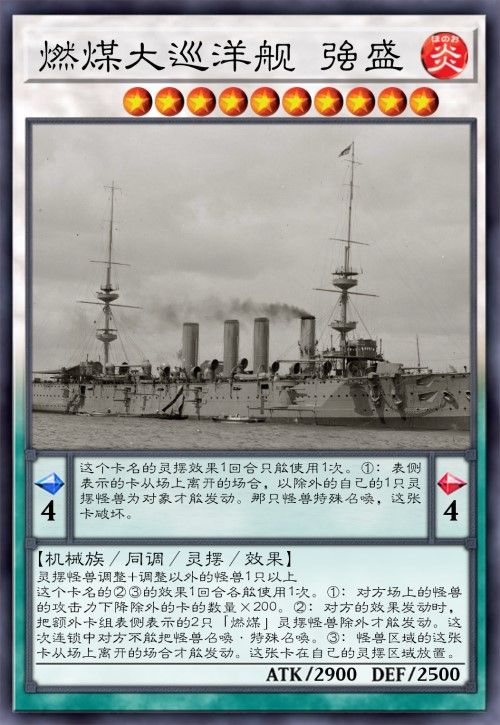 燃煤大巡洋舰 強盛
ほのお
炎
这个卡名的灵摆效果1回合只能使用1次。①：表侧
表示的卡从场上离开的场合，以除外的自己的1只灵
摆怪兽为对象才能发动。那只怪兽特殊召唤，这张
卡破坏。
4
4
【机械族／同调／灵摆／效果】
灵摆怪兽调整+调整以外的怪兽1只以上
这个卡名的②③的效果1回合各能使用1次。①：对方场上的怪兽
的攻击力下降除外的卡的数量×200。②：对方的效果发动时，
把额外卡组表侧表示的2只「燃煤」灵摆怪兽除外才能发动。这
次连锁中对方不能把怪兽召唤·特殊召唤。③：怪兽区域的这张
卡从场上离开的场合才能发动。这张卡在自己的灵摆区域放置。
ATK/2900 DEF/2500